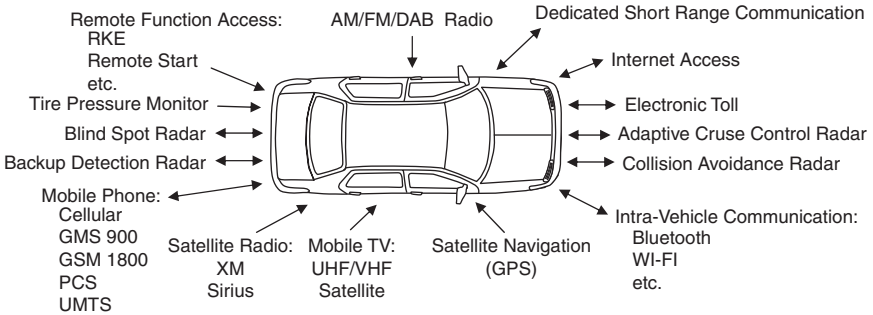 Remote Function Access:
RKE
Remote Start
etc.
Tire Pressure Monitor
Blind Spot Radar
Backup Detection Radar
Mobile Phone:
Cellular
GMS 900
GSM 1800
PCS
UMTS
AM/FM/DAB Radio
Satellite Radio:
XM
Sirius
Mobile TV:
UHF/VHF
Satellite
Satellite Navigation
(GPS)
Dedicated Short Range Communication
Internet Access
Electronic Toll
Adaptive Cruse Control Radar
Collision Avoidance Radar
Intra-Vehicle Communication:
Bluetooth
WI-FI
etc.